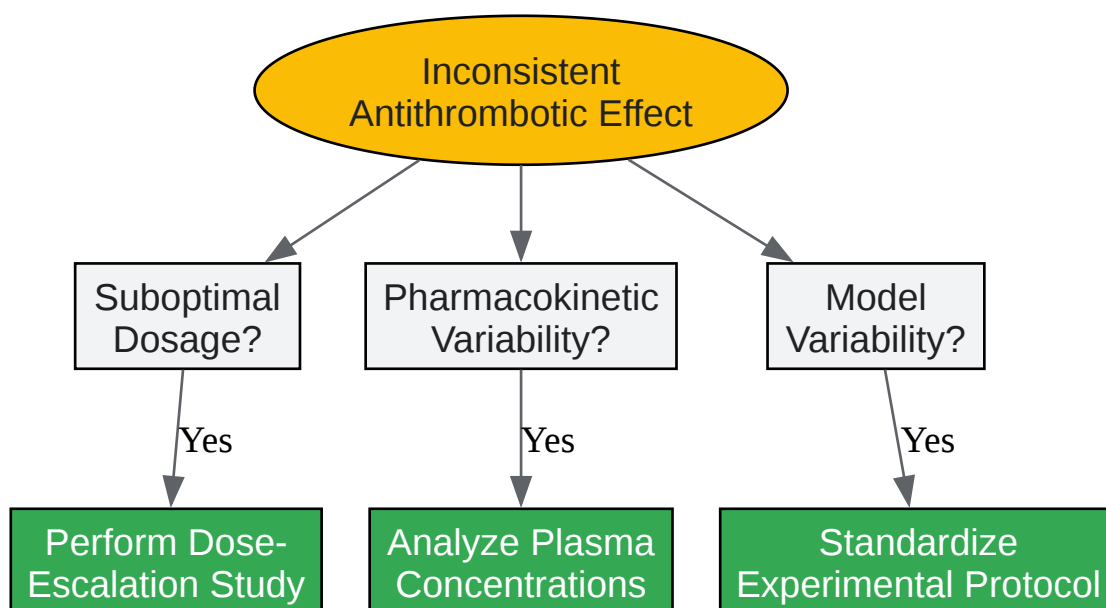 Inconsistent
Antithrombotic Effect
Suboptimal
Dosage?
Pharmacokinetic
Variability?
Model
Variability?
Yes
Yes
Yes
Perform Dose-
Escalation Study
Analyze Plasma
Concentrations
Standardize
Experimental Protocol